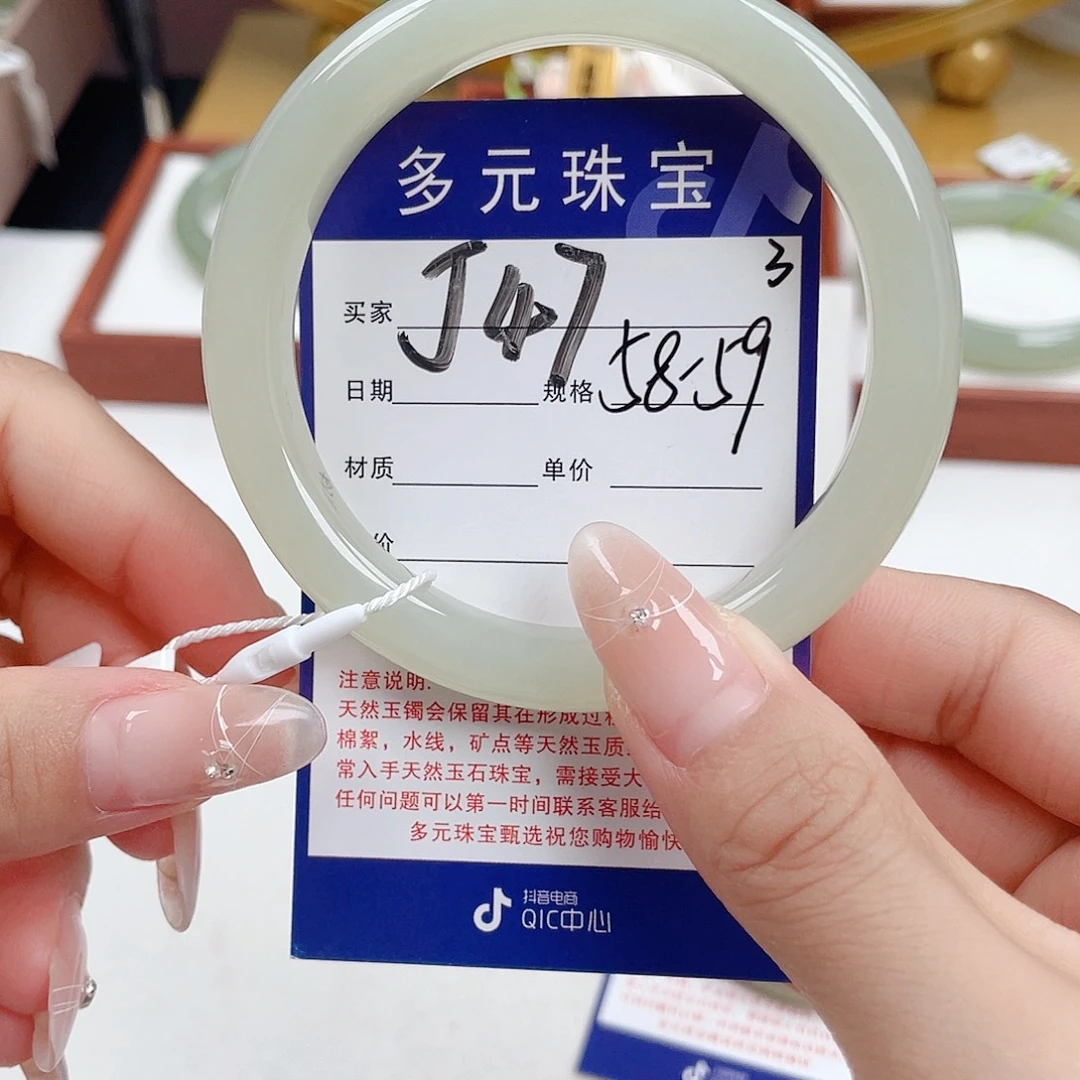 多元珠宝
3
买家 J47
日期 规格 58-59
材质 单价
价
注意说明:
天然玉镯会保留其在形成过
棉絮，水线，矿点等天然玉质
常入手天然玉石珠宝，需接受大
任何问题可以第一时间联系客服给
多元珠宝甄选祝您购物愉快
抖音电商
QIC中心